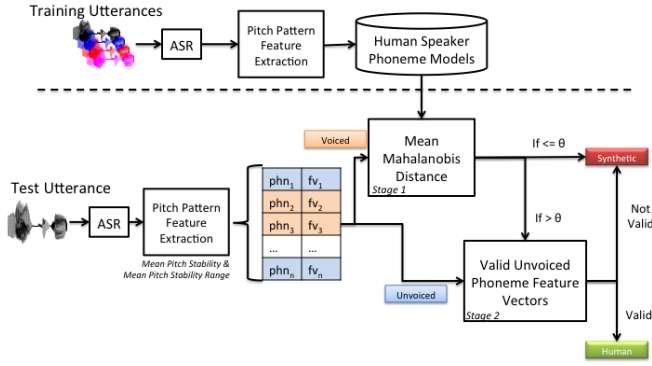 Training Utterances
ASR
Pitch Pattern
Feature
Extraction
Human Speaker
Phoneme Models
Voiced
Mean
Mahalanobis
Distance
Stage 1
If <= θ
Synthetic
Test Utterance
ASR
Pitch Pattern
Feature
Extraction
Mean Pitch Stability &
Mean Pitch Stability Range
phn1 fv1
phn2 fv2
phn3 fv3
... ...
phnn fvn
If > θ
Not
Valid
Unvoiced
Valid Unvoiced
Phoneme Feature
Vectors
Stage 2
Valid
Human